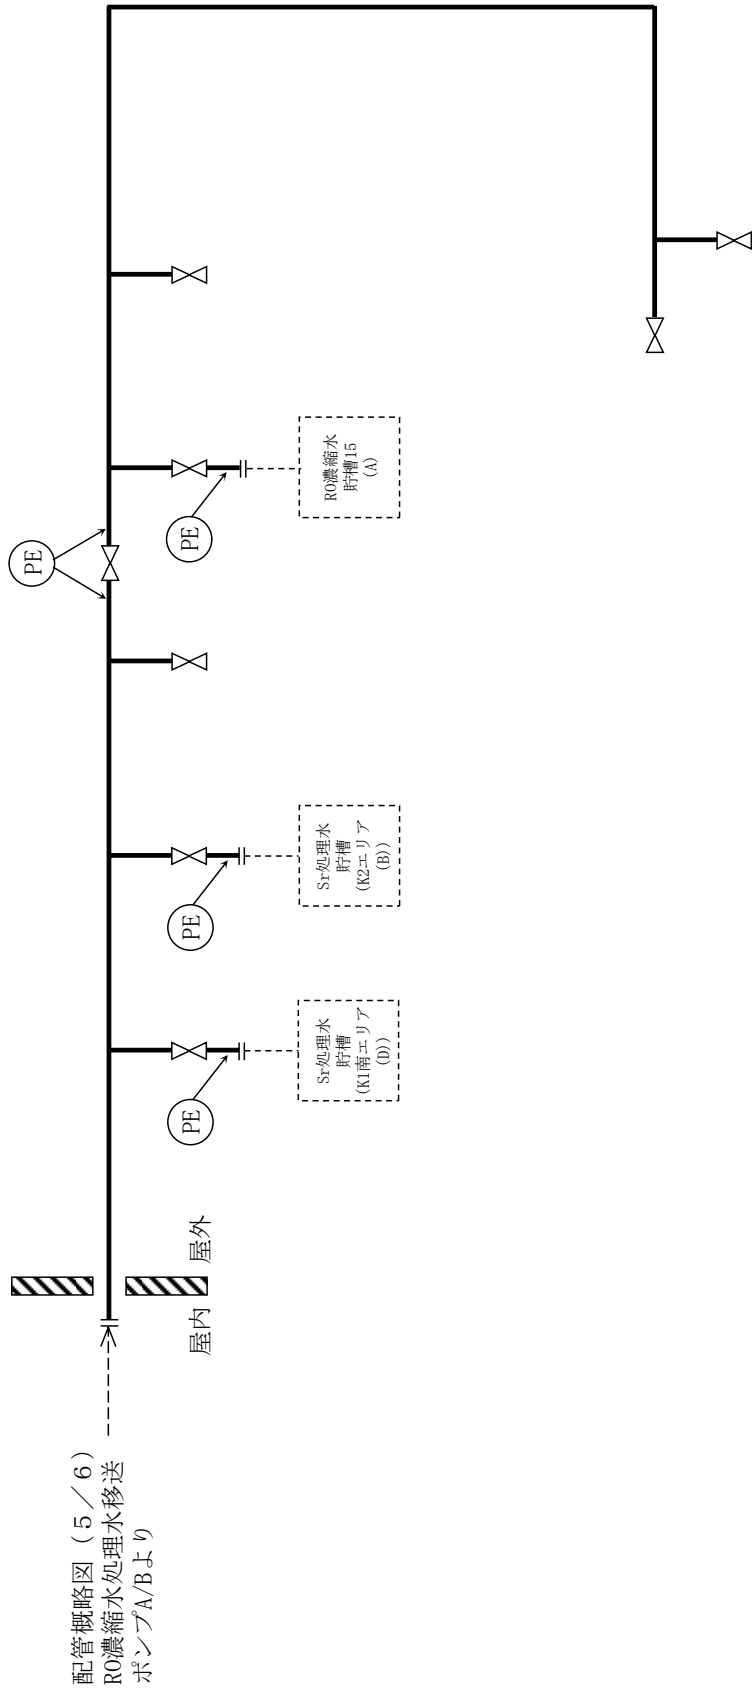 配管概略図（５／６）
RO濃縮水処理水移送
ポンプA/Bより
屋内
屋外
PE
Sr処理水
貯槽
(K1南エリア
(D))
PE
Sr処理水
貯槽
(K2エリア
(B))
PE
PE
RO濃縮水
貯槽15
(A)